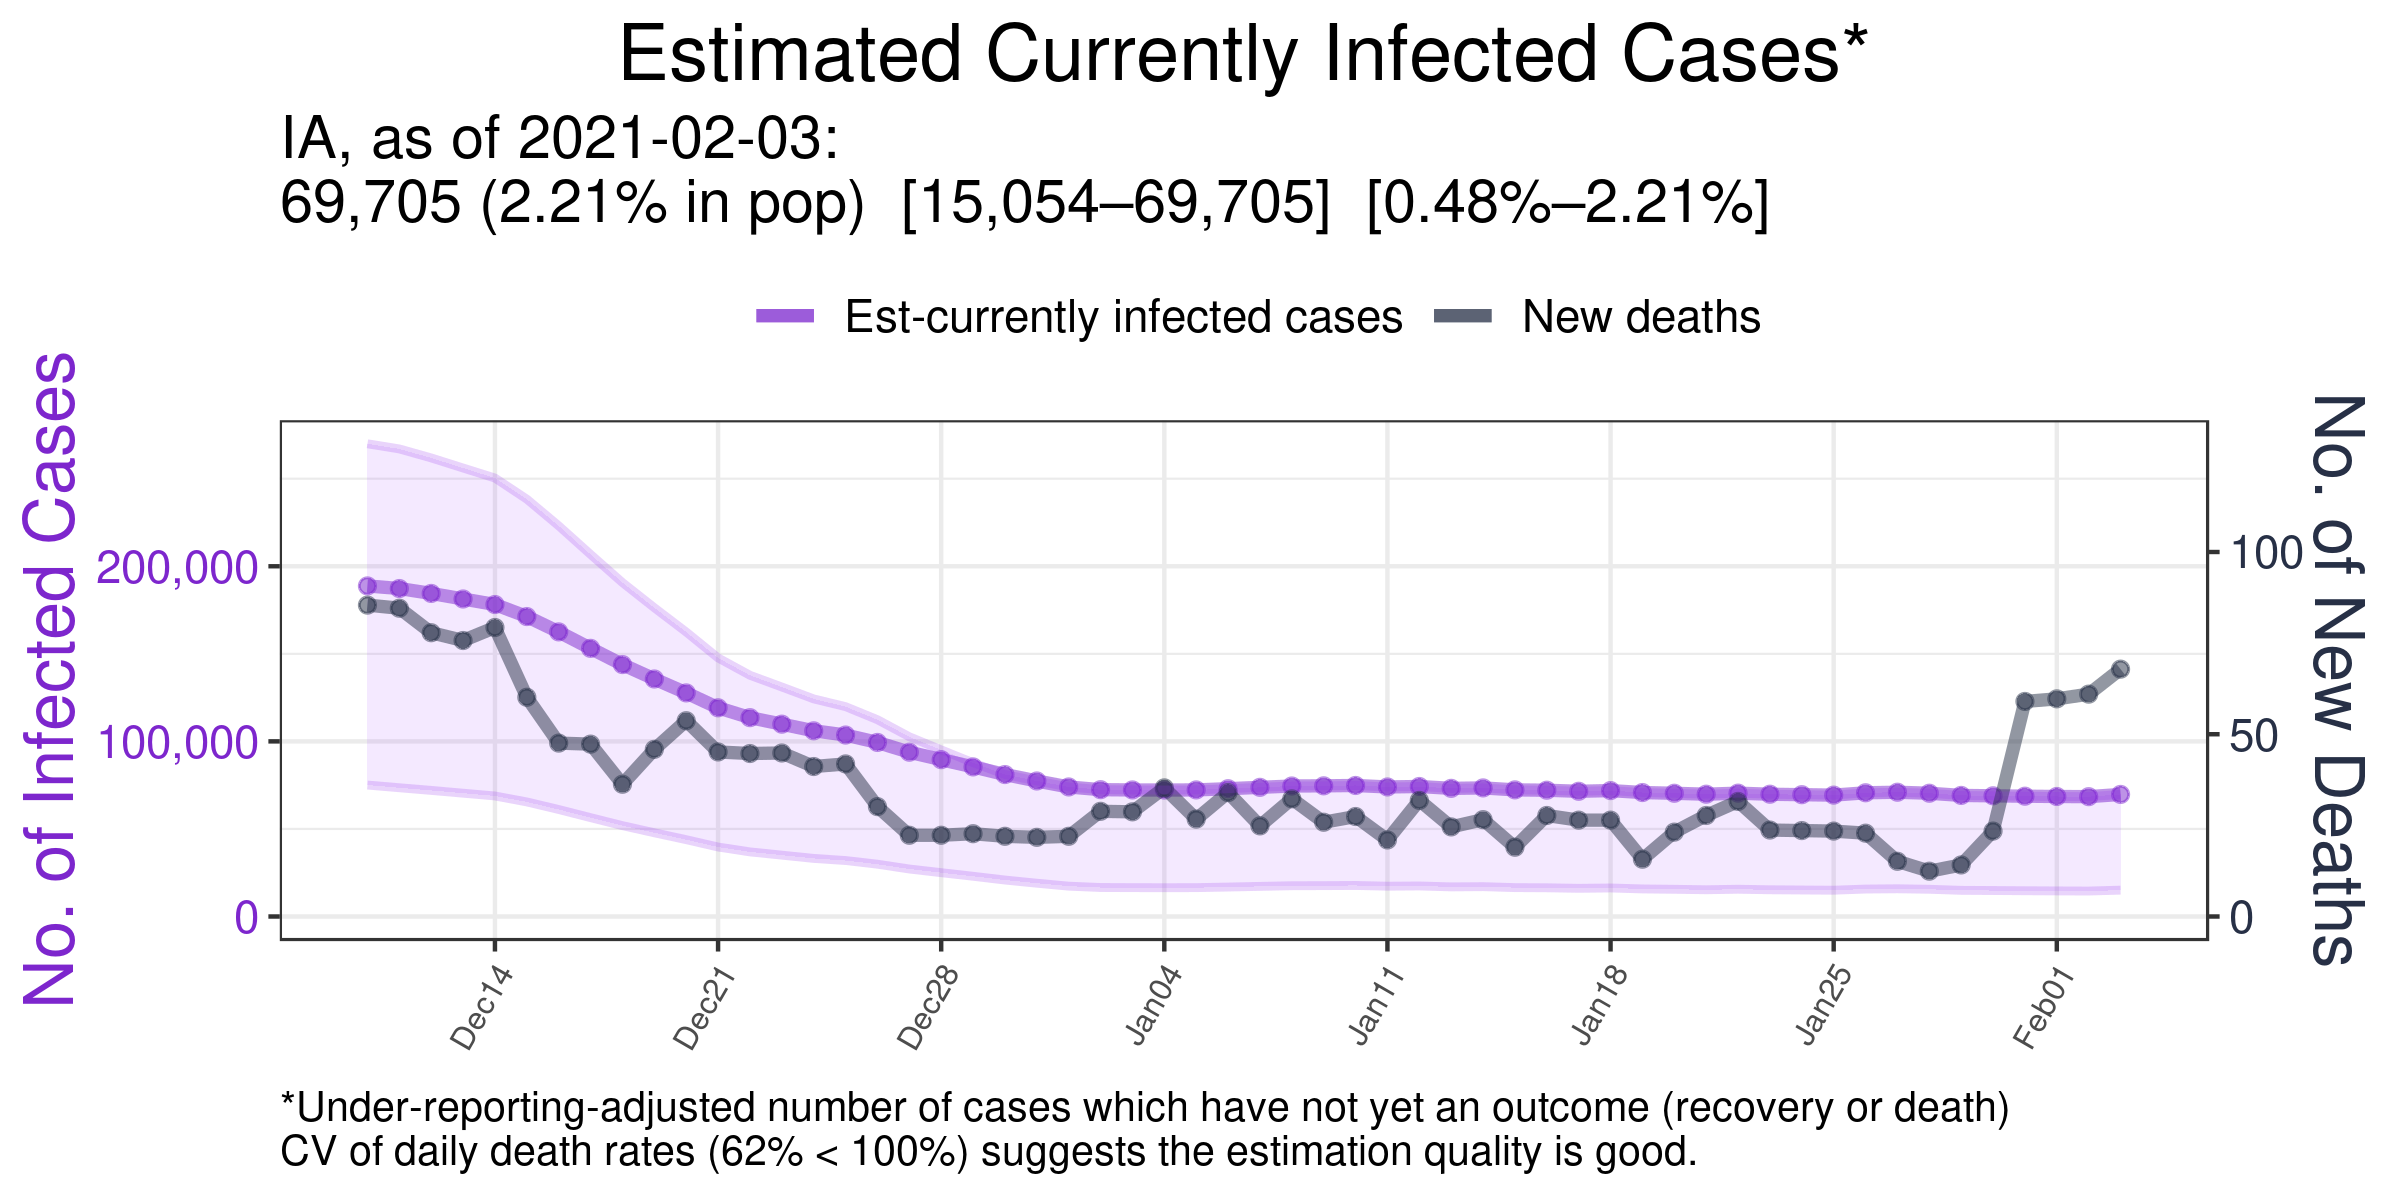 Estimated Currently Infected Cases*
IA, as of 2021-02-03:
69,705 (2.21% in pop)  [15,054–69,705]  [0.48%–2.21%]
Est-currently infected cases
New deaths
No. of Infected Cases
200,000
100,000
0
100
50
0
No. of New Deaths
Dec14
Dec21
Dec28
Jan04
Jan11
Jan18
Jan25
Feb01
*Under-reporting-adjusted number of cases which have not yet an outcome (recovery or death)
CV of daily death rates (62% < 100%) suggests the estimation quality is good.